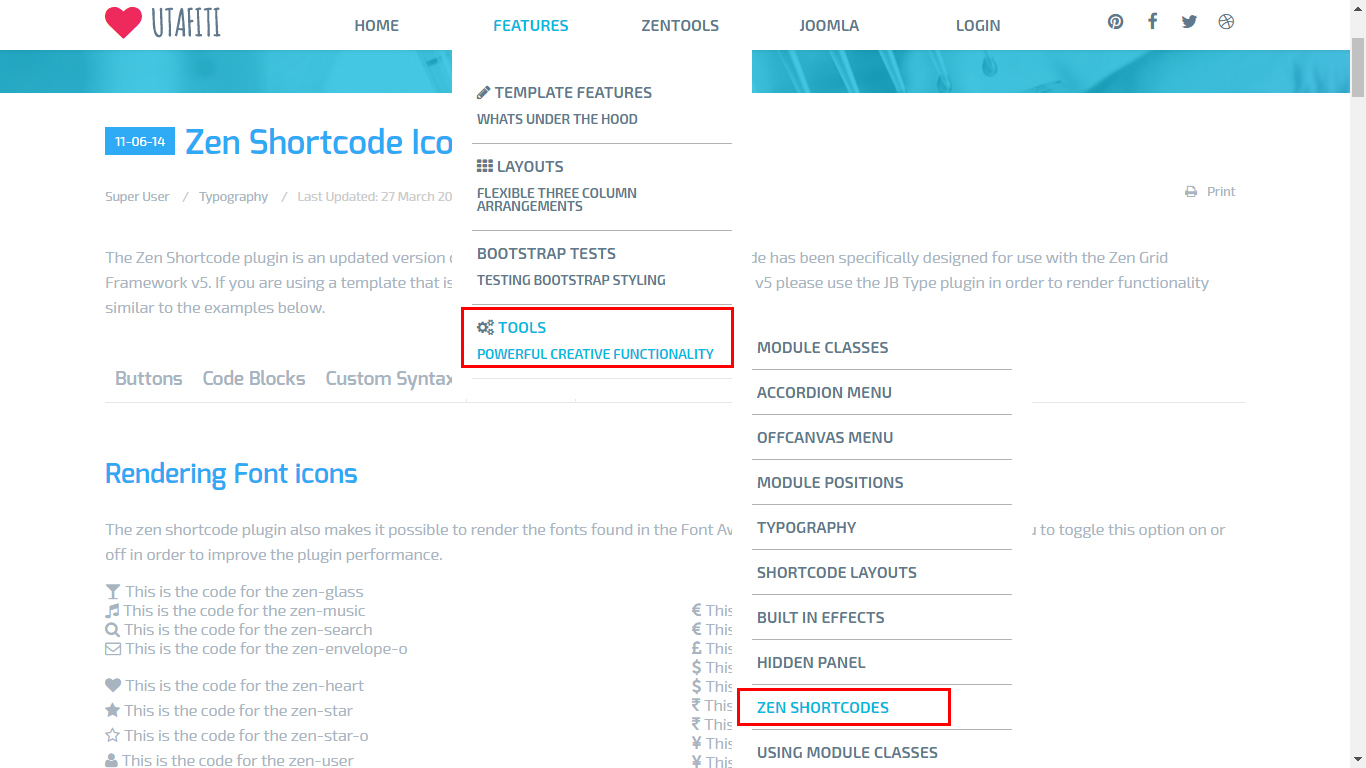 UTAFITI
HOME
FEATURES
ZENTOOLS
JOOMLA
LOGIN
TEMPLATE FEATURES
WHATS UNDER THE HOOD
LAYOUTS
FLEXIBLE THREE COLUMN
ARRANGEMENTS
BOOTSTRAP TESTS
TESTING BOOTSTRAP STYLING
TOOLS
POWERFUL CREATIVE FUNCTIONALITY
MODULE CLASSES
ACCORDION MENU
OFFCANVAS MENU
MODULE POSITIONS
TYPOGRAPHY
SHORTCODE LAYOUTS
BUILT IN EFFECTS
HIDDEN PANEL
ZEN SHORTCODES
USING MODULE CLASSES
11-06-14 Zen Shortcode Ico
Super User / Typography / Last Updated: 27 March 20
Print
The Zen Shortcode plugin is an updated version de has been specifically designed for use with the Zen Grid
Framework v5. If you are using a template that is v5 please use the JB Type plugin in order to render functionality
similar to the examples below.
Buttons Code Blocks Custom Syntax
Rendering Font icons
The zen shortcode plugin also makes it possible to render the fonts found in the Font Aw u to toggle this option on or
off in order to improve the plugin performance.
This is the code for the zen-glass
This is the code for the zen-music
This is the code for the zen-search
This is the code for the zen-envelope-o
This is the code for the zen-heart
This is the code for the zen-star
This is the code for the zen-star-o
This is the code for the zen-user
€ This
€ This
£ This
$ This
$ This
₹ This
₹ This
¥ This
¥ This